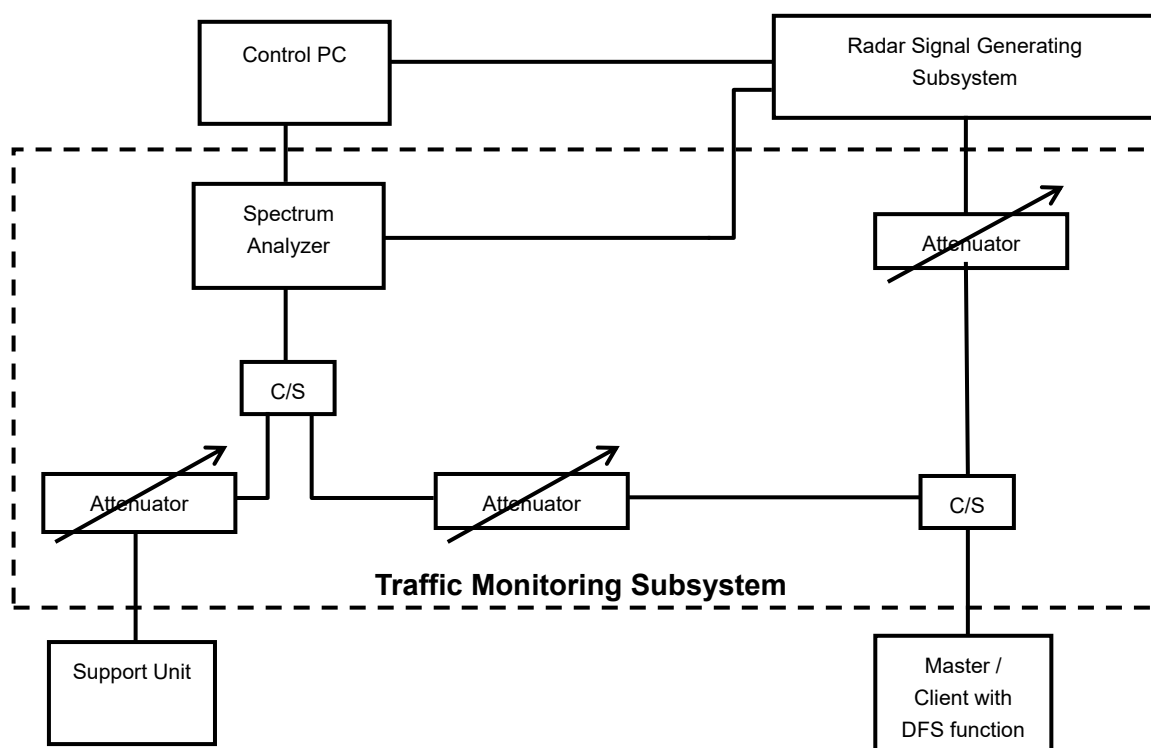 Control PC
Radar Signal Generating
Subsystem
Spectrum
Analyzer
Attenuator
C/S
Attenuator
Attenuator
C/S
Traffic Monitoring Subsystem
Support Unit
Master /
Client with
DFS function